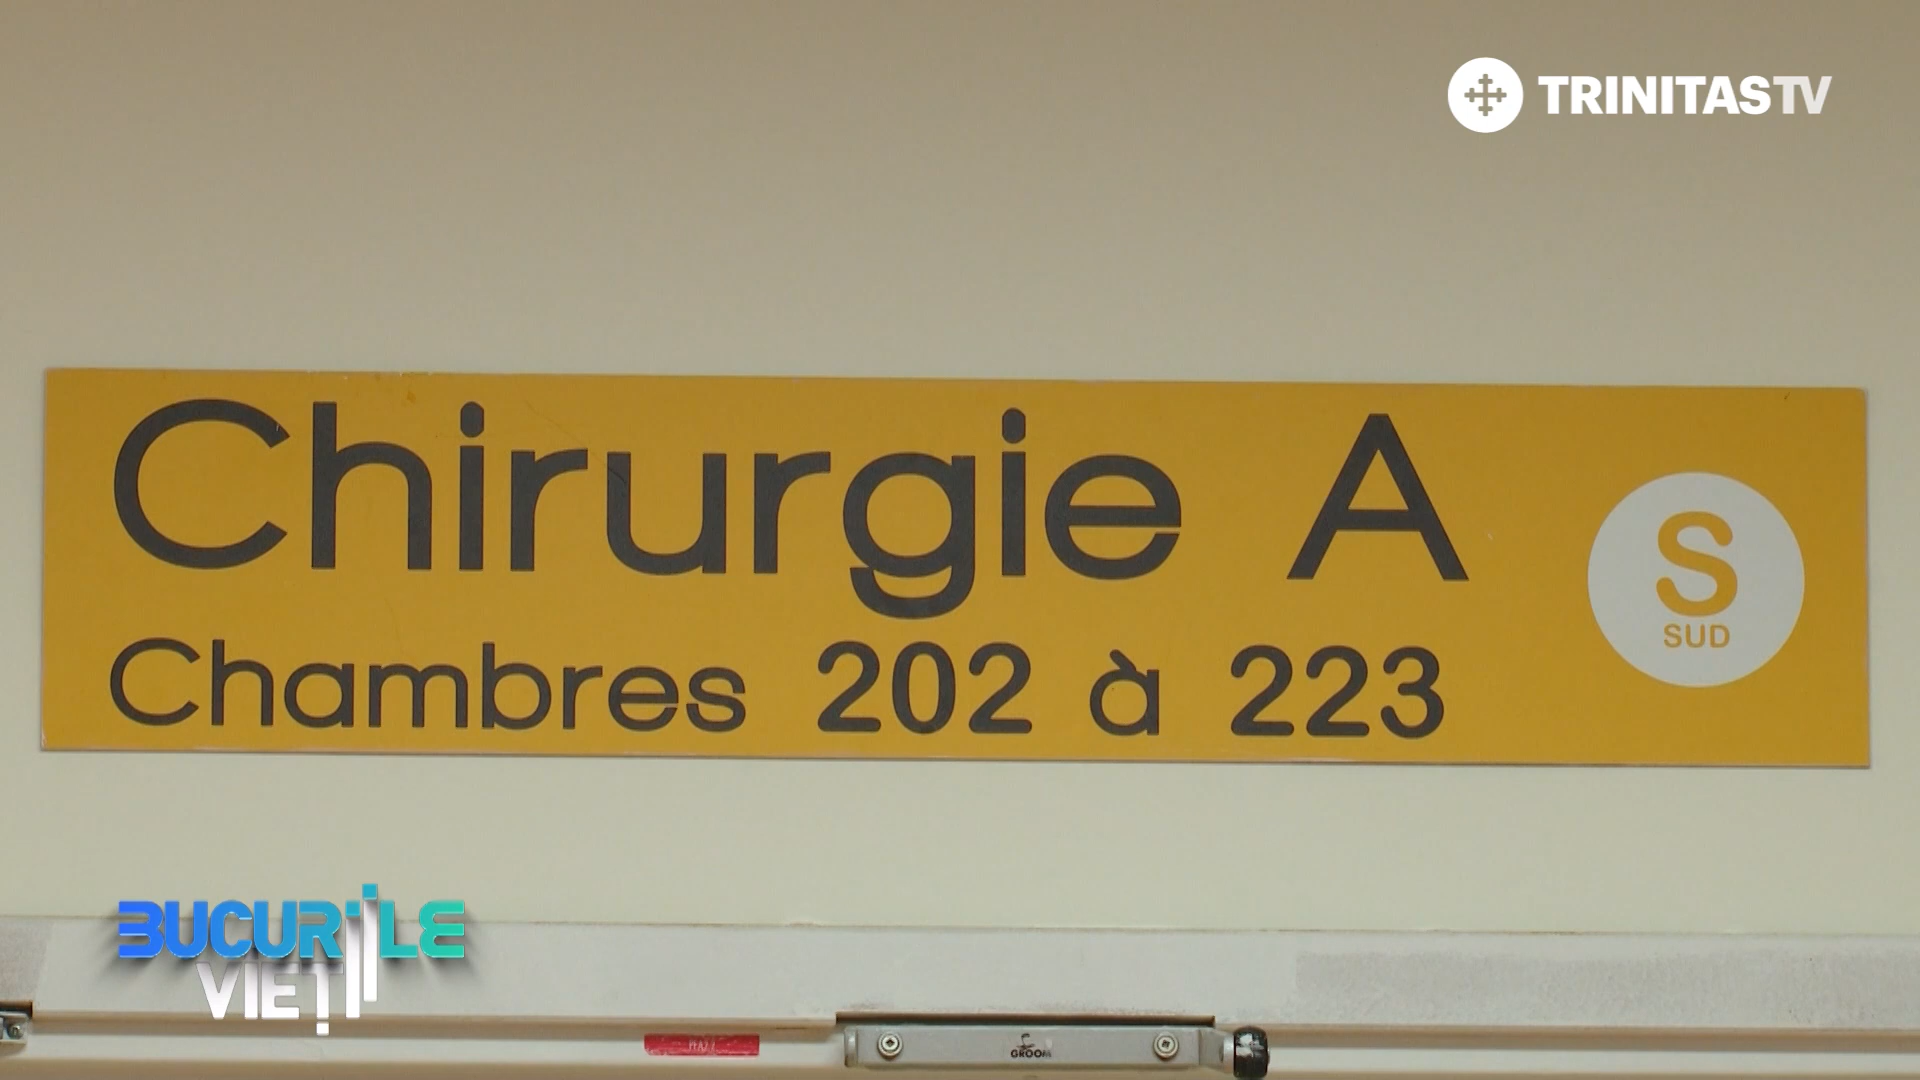 TRINITASTV
Chirurgie A
Chambres 202 à 223
S
SUD
BUCURIILE
VIEȚII
GROOM